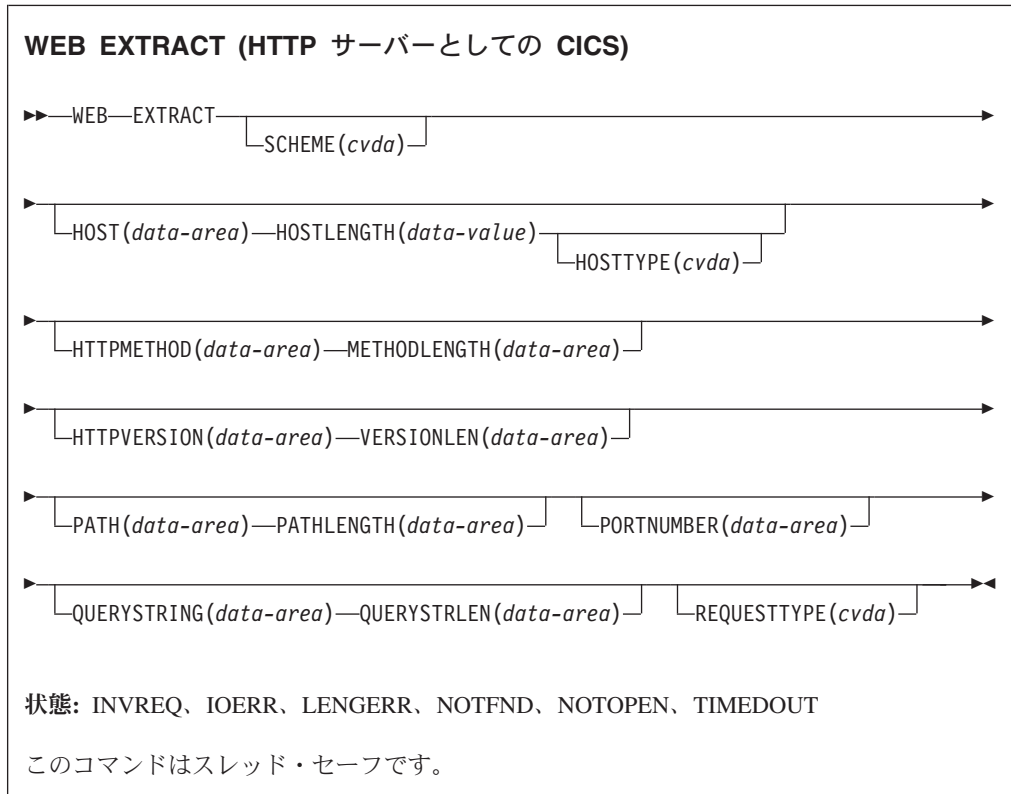 WEB EXTRACT (HTTP サーバーとしての CICS)
WEB EXTRACT
SCHEME(cvda)
HOST(data-area) HOSTLENGTH(data-value)
HOSTTYPE(cvda)
HTTPMETHOD(data-area) METHODLENGTH(data-area)
HTTPVERSION(data-area) VERSIONLEN(data-area)
PATH(data-area) PATHLENGTH(data-area) PORTNUMBER(data-area)
QUERYSTRING(data-area) QUERYSTRLEN(data-area) REQUESTTYPE(cvda)
状態: INVREQ、IOERR、LENGERR、NOTFND、NOTOPEN、TIMEDOUT
このコマンドはスレッド・セーフです。